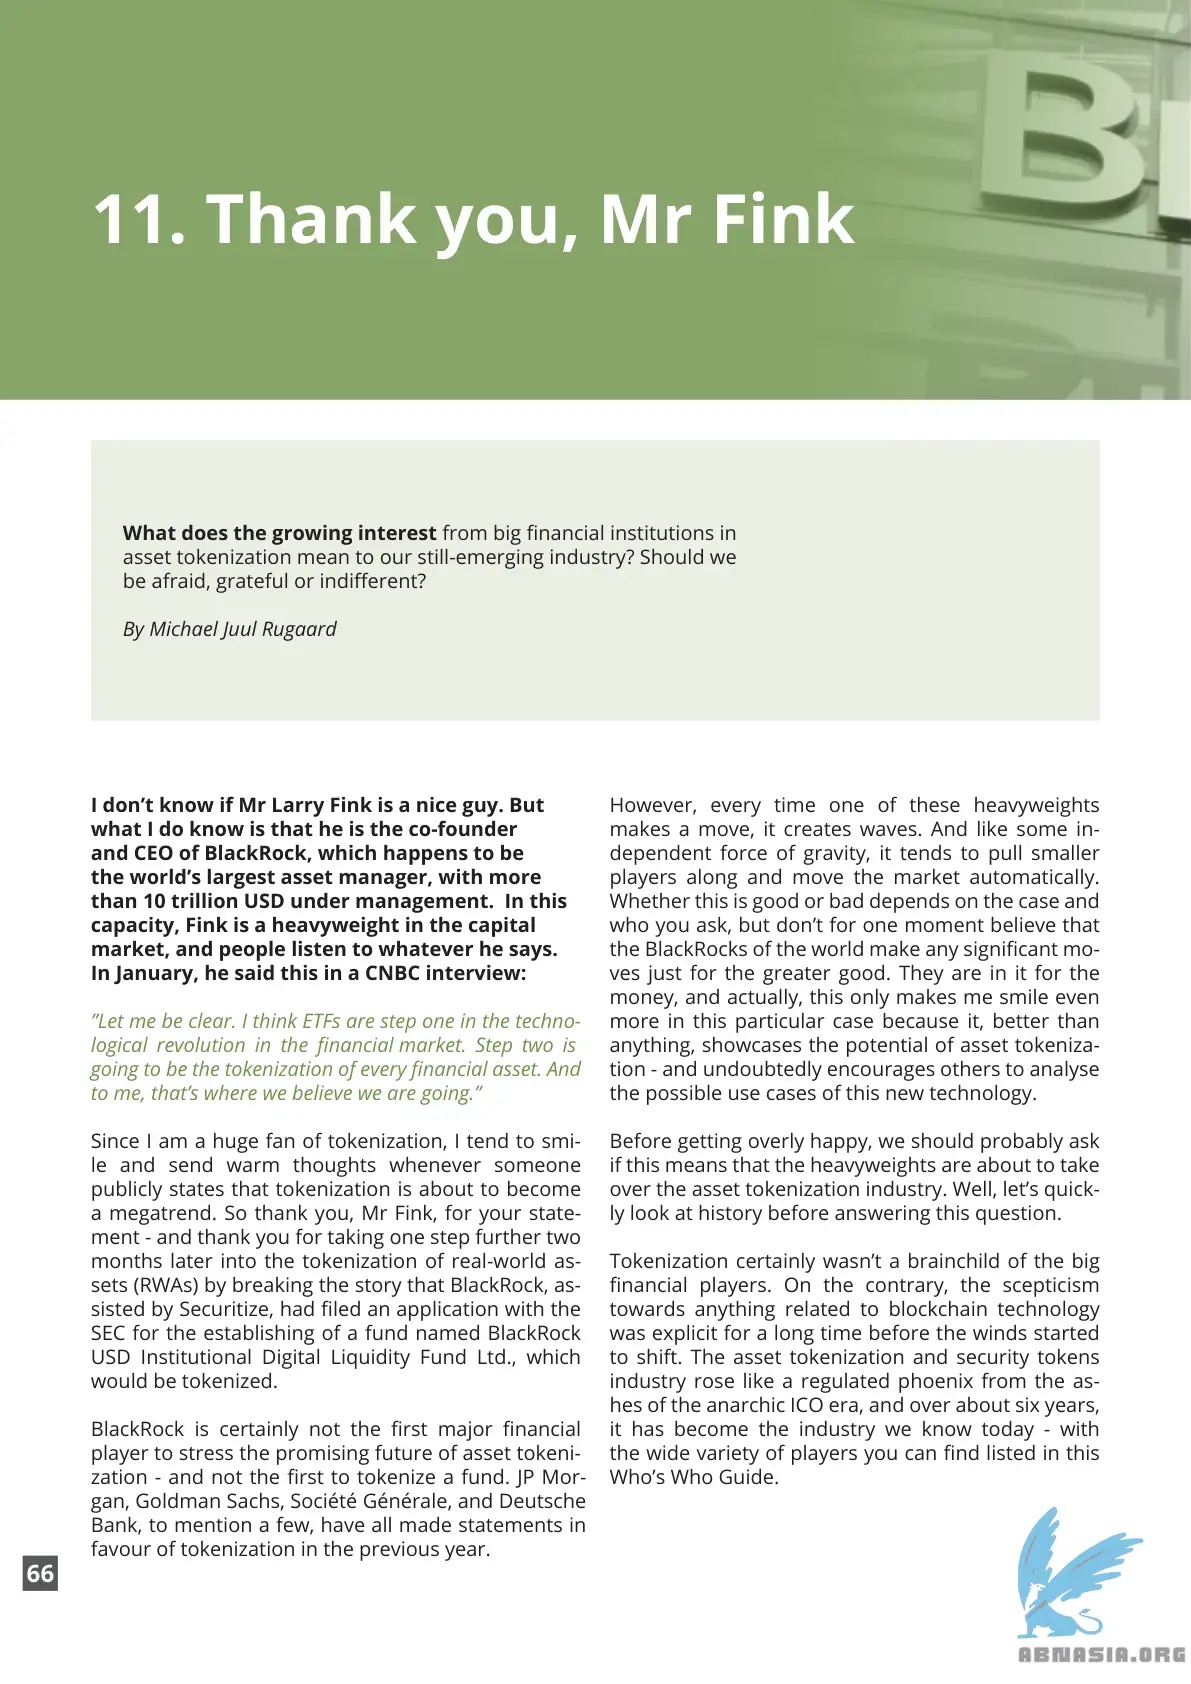 11. Thank you, Mr Fink
B
What does the growing interest from big financial institutions in
asset tokenization mean to our still-emerging industry? Should we
be afraid, grateful or indifferent?
By Michael Juul Rugaard
I don’t know if Mr Larry Fink is a nice guy. But
what I do know is that he is the co-founder
and CEO of BlackRock, which happens to be
the world’s largest asset manager, with more
than 10 trillion USD under management.  In this
capacity, Fink is a heavyweight in the capital
market, and people listen to whatever he says.
In January, he said this in a CNBC interview:
”Let me be clear. I think ETFs are step one in the techno-
logical revolution in the financial market. Step two is
going to be the tokenization of every financial asset. And
to me, that’s where we believe we are going.”
Since I am a huge fan of tokenization, I tend to smi-
le and send warm thoughts whenever someone
publicly states that tokenization is about to become
a megatrend. So thank you, Mr Fink, for your state-
ment - and thank you for taking one step further two
months later into the tokenization of real-world as-
sets (RWAs) by breaking the story that BlackRock, as-
sisted by Securitize, had filed an application with the
SEC for the establishing of a fund named BlackRock
USD Institutional Digital Liquidity Fund Ltd., which
would be tokenized.
BlackRock is certainly not the first major financial
player to stress the promising future of asset tokeni-
zation - and not the first to tokenize a fund. JP Mor-
gan, Goldman Sachs, Société Générale, and Deutsche
Bank, to mention a few, have all made statements in
favour of tokenization in the previous year.
However, every time one of these heavyweights
makes a move, it creates waves. And like some in-
dependent force of gravity, it tends to pull smaller
players along and move the market automatically.
Whether this is good or bad depends on the case and
who you ask, but don’t for one moment believe that
the BlackRocks of the world make any significant mo-
ves just for the greater good. They are in it for the
money, and actually, this only makes me smile even
more in this particular case because it, better than
anything, showcases the potential of asset tokeniza-
tion - and undoubtedly encourages others to analyse
the possible use cases of this new technology.
Before getting overly happy, we should probably ask
if this means that the heavyweights are about to take
over the asset tokenization industry. Well, let’s quick-
ly look at history before answering this question.
Tokenization certainly wasn’t a brainchild of the big
financial players. On the contrary, the scepticism
towards anything related to blockchain technology
was explicit for a long time before the winds started
to shift. The asset tokenization and security tokens
industry rose like a regulated phoenix from the as-
hes of the anarchic ICO era, and over about six years,
it has become the industry we know today - with
the wide variety of players you can find listed in this
Who’s Who Guide.
66
ABNASIA.ORG